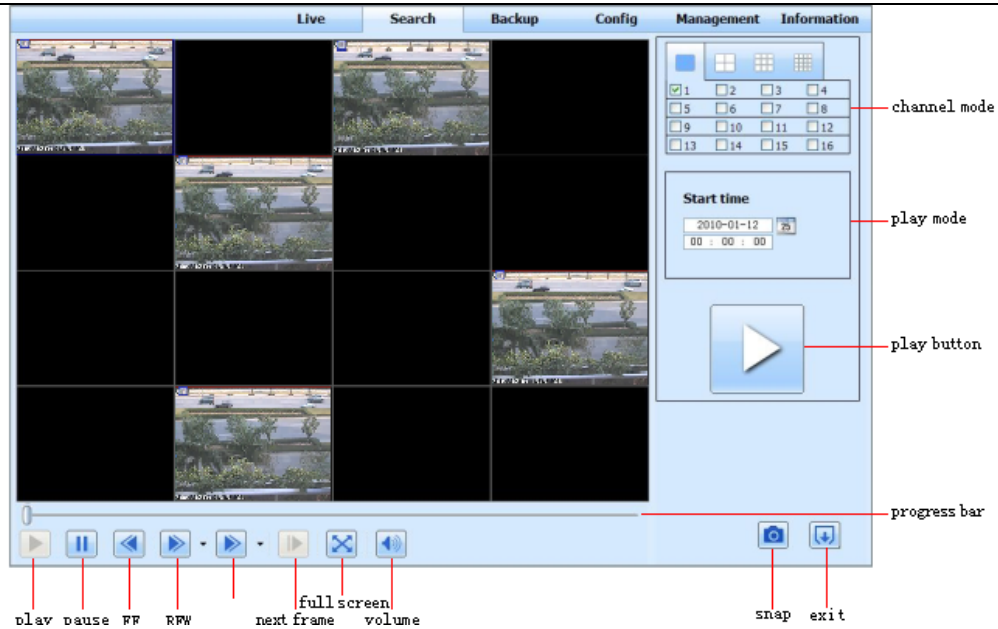 Live Search Backup Config Management Information
1 2 3 4
5 6 7 8
9 10 11 12
13 14 15 16
channel mode
Start time
2010-01-12 25
00 : 00 : 00
play mode
play button
progress bar
play pause FF RFW next frame full screen volume
snap exit